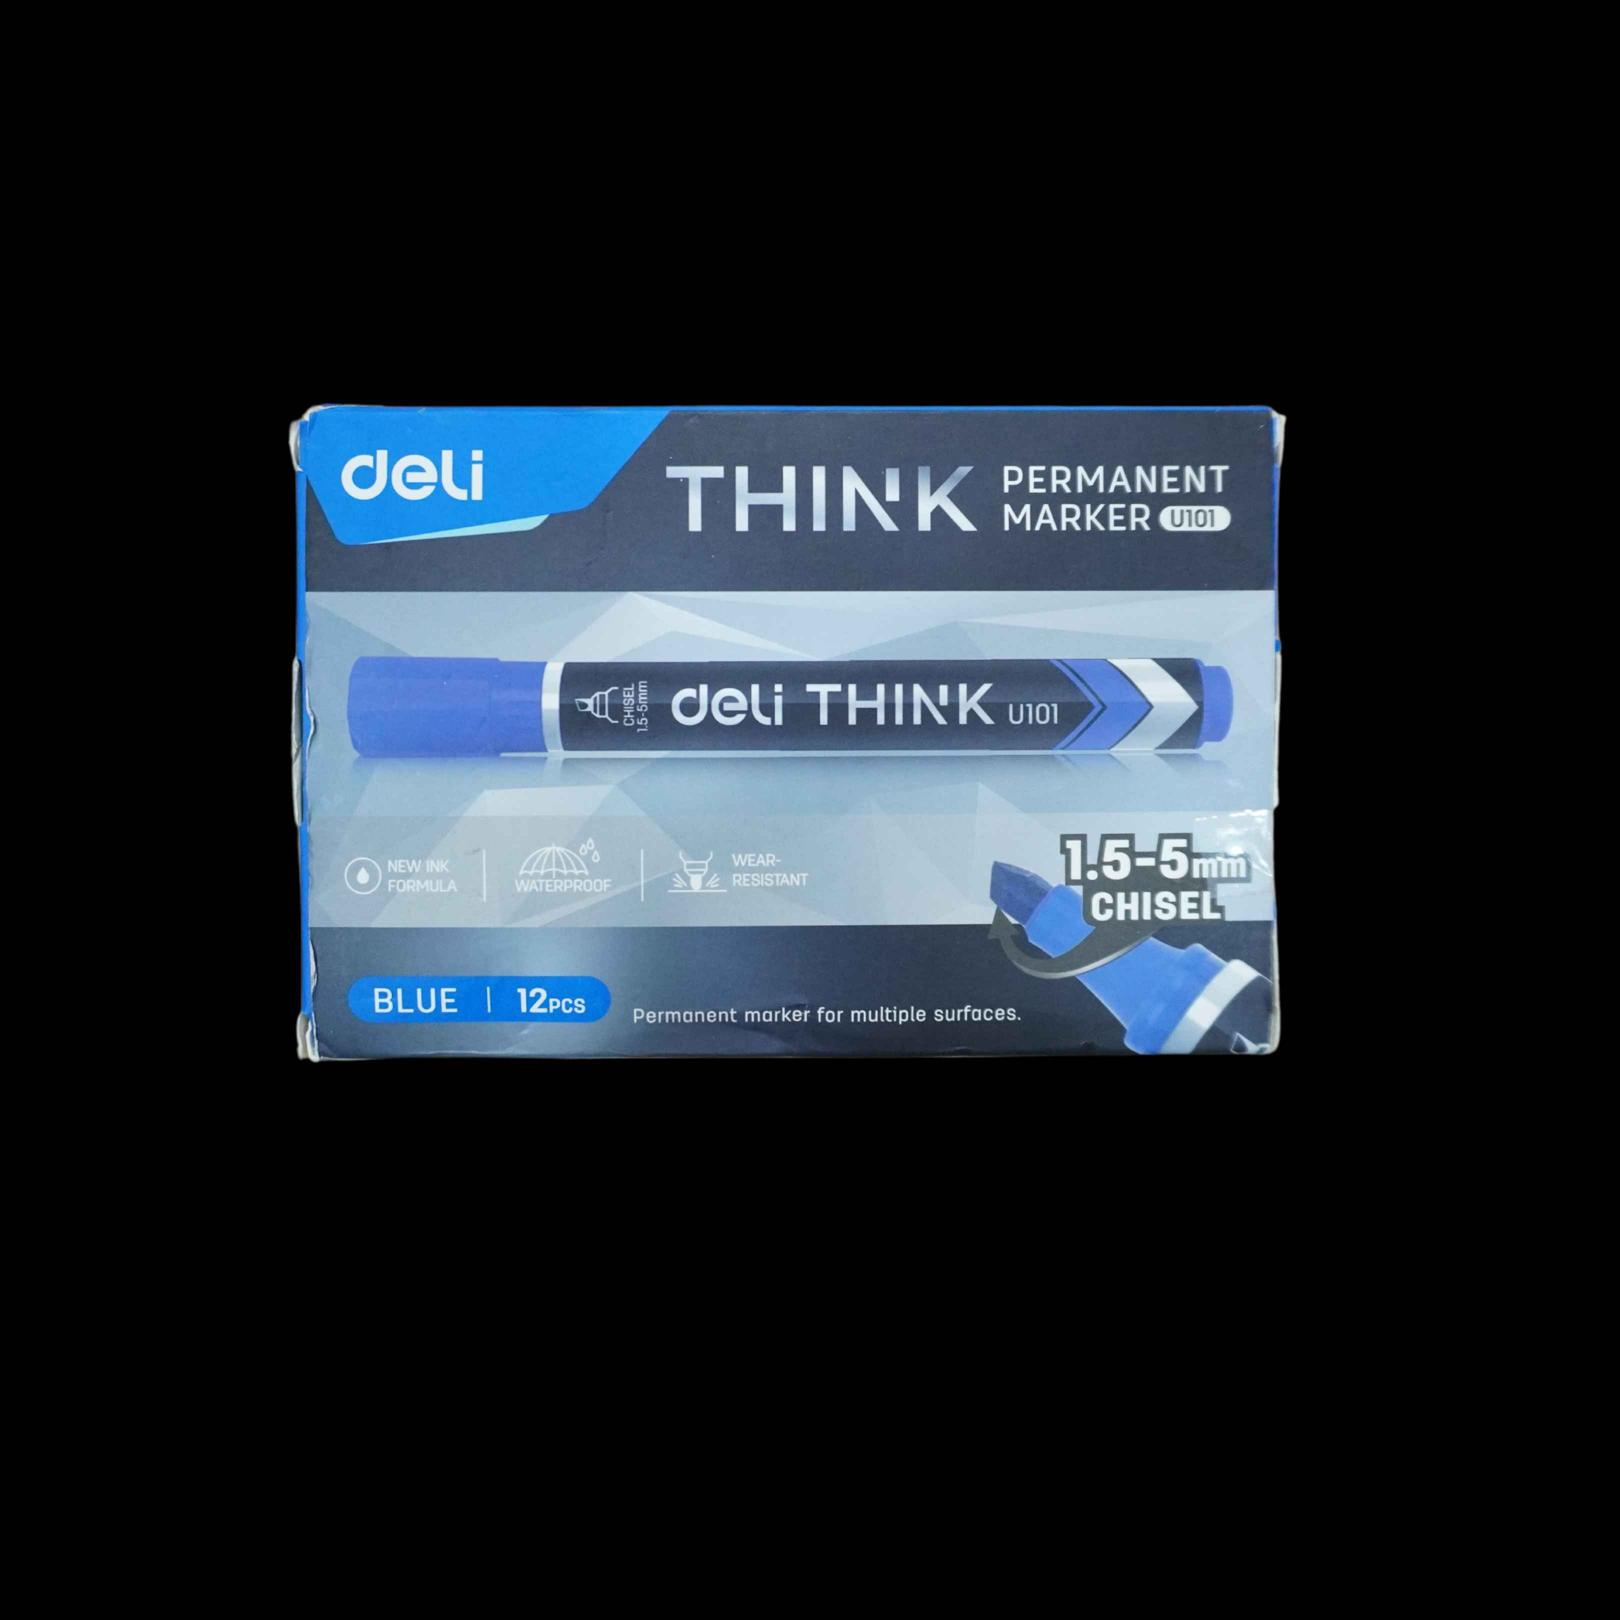 deli
THINK
PERMANENT
MARKER U101
CHISEL
1.5-5mm
deli THINK U101
NEW INK
FORMULA
WATERPROOF
WEAR-
RESISTANT
1.5-5mm
CHISEL
BLUE | 12PCS
Permanent marker for multiple surfaces.